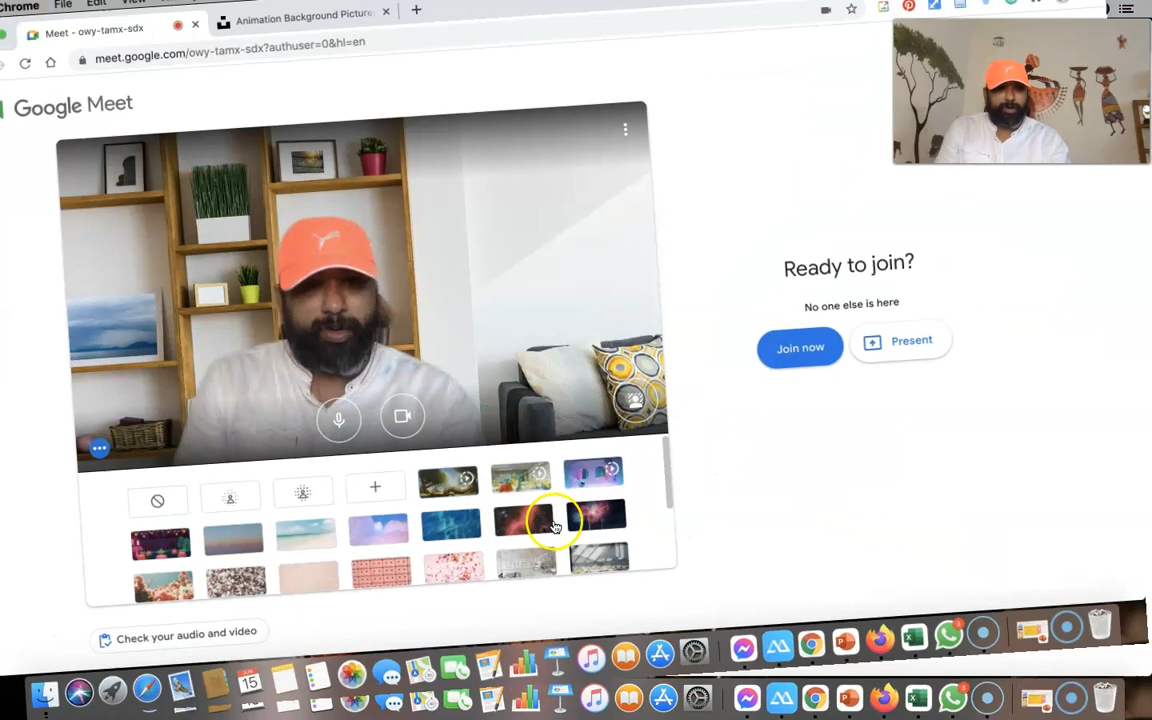 Chrome File Edit View
Meet - owy-tamx-sdx
Animation Background Picture
meet.google.com/owy-tamx-sdx?authuser=0&hl=en
Google Meet
Ready to join?
No one else is here
Join now
Present
Check your audio and video
15